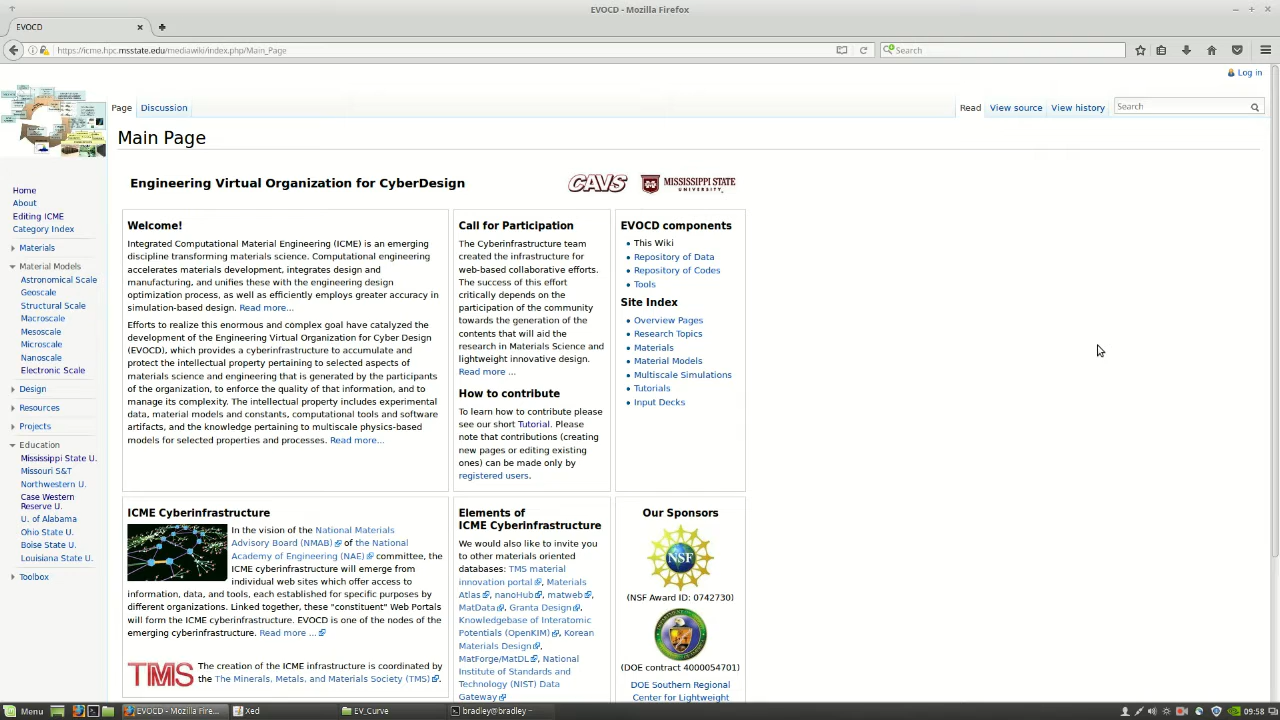 EVOCD - Mozilla Firefox
EVOCD
https://icme.hpc.msstate.edu/mediawiki/index.php/Main_Page
Search
Log in
Page
Discussion
Read
View source
View history
Search
Main Page
Home
About
Editing ICME
Category Index
Materials
Material Models
Astronomical Scale
Geoscale
Structural Scale
Macroscale
Mesoscale
Microscale
Nanoscale
Electronic Scale
Design
Resources
Projects
Education
Mississippi State U.
Missouri S&T
Northwestern U.
Case Western
Reserve U.
U. of Alabama
Ohio State U.
Boise State U.
Louisiana State U.
Toolbox
Engineering Virtual Organization for CyberDesign
CAVS
MISSISSIPPI STATE
UNIVERSITY
Welcome!
Integrated Computational Material Engineering (ICME) is an emerging
discipline transforming materials science. Computational engineering
accelerates materials development, integrates design and
manufacturing, and unifies these with the engineering design
optimization process, as well as efficiently employs greater accuracy in
simulation-based design. Read more...
Efforts to realize this enormous and complex goal have catalyzed the
development of the Engineering Virtual Organization for Cyber Design
(EVOCD), which provides a cyberinfrastructure to accumulate and
protect the intellectual property pertaining to selected aspects of
materials science and engineering that is generated by the participants
of the organization, to enforce the quality of that information, and to
manage its complexity. The intellectual property includes experimental
data, material models and constants, computational tools and software
artifacts, and the knowledge pertaining to multiscale physics-based
models for selected properties and processes. Read more...
Call for Participation
The Cyberinfrastructure team
created the infrastructure for
web-based collaborative efforts.
The success of this effort
critically depends on the
participation of the community
towards the generation of the
contents that will aid the
research in Materials Science and
lightweight innovative design.
Read more ...
How to contribute
To learn how to contribute please
see our short Tutorial. Please
note that contributions (creating
new pages or editing existing
ones) can be made only by
registered users.
EVOCD components
This Wiki
Repository of Data
Repository of Codes
Tools
Site Index
Overview Pages
Research Topics
Materials
Material Models
Multiscale Simulations
Tutorials
Input Decks
ICME Cyberinfrastructure
In the vision of the National Materials
Advisory Board (NMAB) of the National
Academy of Engineering (NAE) committee, the
ICME cyberinfrastructure will emerge from
individual web sites which offer access to
information, data, and tools, each established for specific purposes by
different organizations. Linked together, these "constituent" Web Portals
will form the ICME cyberinfrastructure. EVOCD is one of the nodes of the
emerging cyberinfrastructure. Read more ...
TMS
The creation of the ICME infrastructure is coordinated by
the The Minerals, Metals, and Materials Society (TMS).
Elements of
ICME Cyberinfrastructure
We would also like to invite you
to other materials oriented
databases: TMS material
innovation portal, Materials
Atlas, nanoHub, matweb,
MatData, Granta Design,
Knowledgebase of Interatomic
Potentials (OpenKIM), Korean
Materials Design,
MatForge/MatDL, National
Institute of Standards and
Technology (NIST) Data
Gateway
Our Sponsors
NSF
(NSF Award ID: 0742730)
(DOE contract 4000054701)
DOE Southern Regional
Center for Lightweight
Menu
EVOCD - Mozilla Fire...
Xed
EV_Curve
bradley@bradley ~
09:58